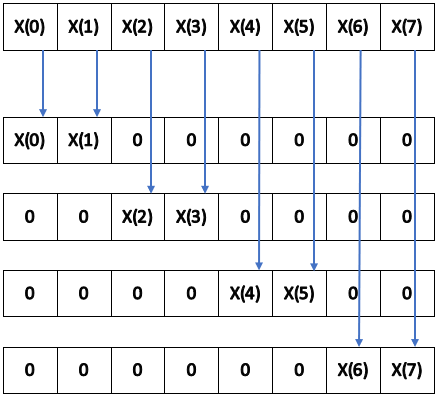 X(0) X(1) X(2) X(3) X(4) X(5) X(6) X(7)
X(0) X(1) 0 0 0 0 0 0
0 0 X(2) X(3) 0 0 0 0
0 0 0 0 X(4) X(5) 0 0
0 0 0 0 0 0 X(6) X(7)